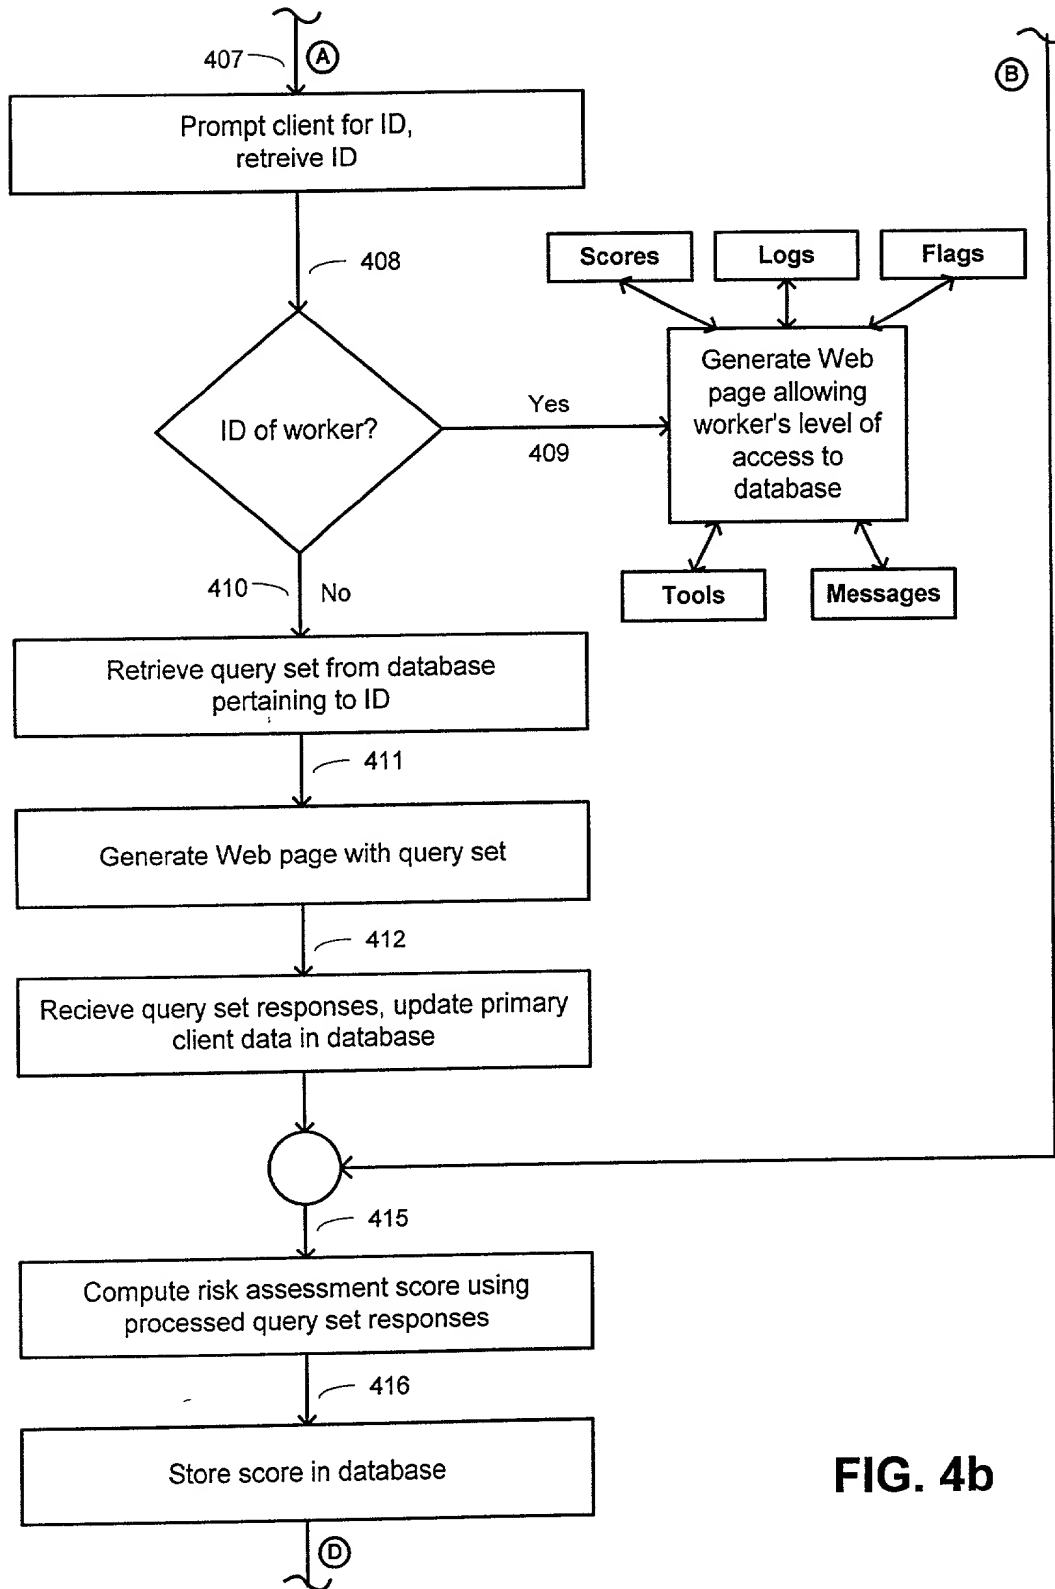 407
A
B
Prompt client for ID,
retreive ID
408
Scores
Logs
Flags
Generate Web
page allowing
worker's level of
access to
database
ID of worker?
Yes
409
410
No
Tools
Messages
Retrieve query set from database
pertaining to ID
411
Generate Web page with query set
412
Recieve query set responses, update primary
client data in database
415
Compute risk assessment score using
processed query set responses
416
Store score in database
FIG. 4b
D